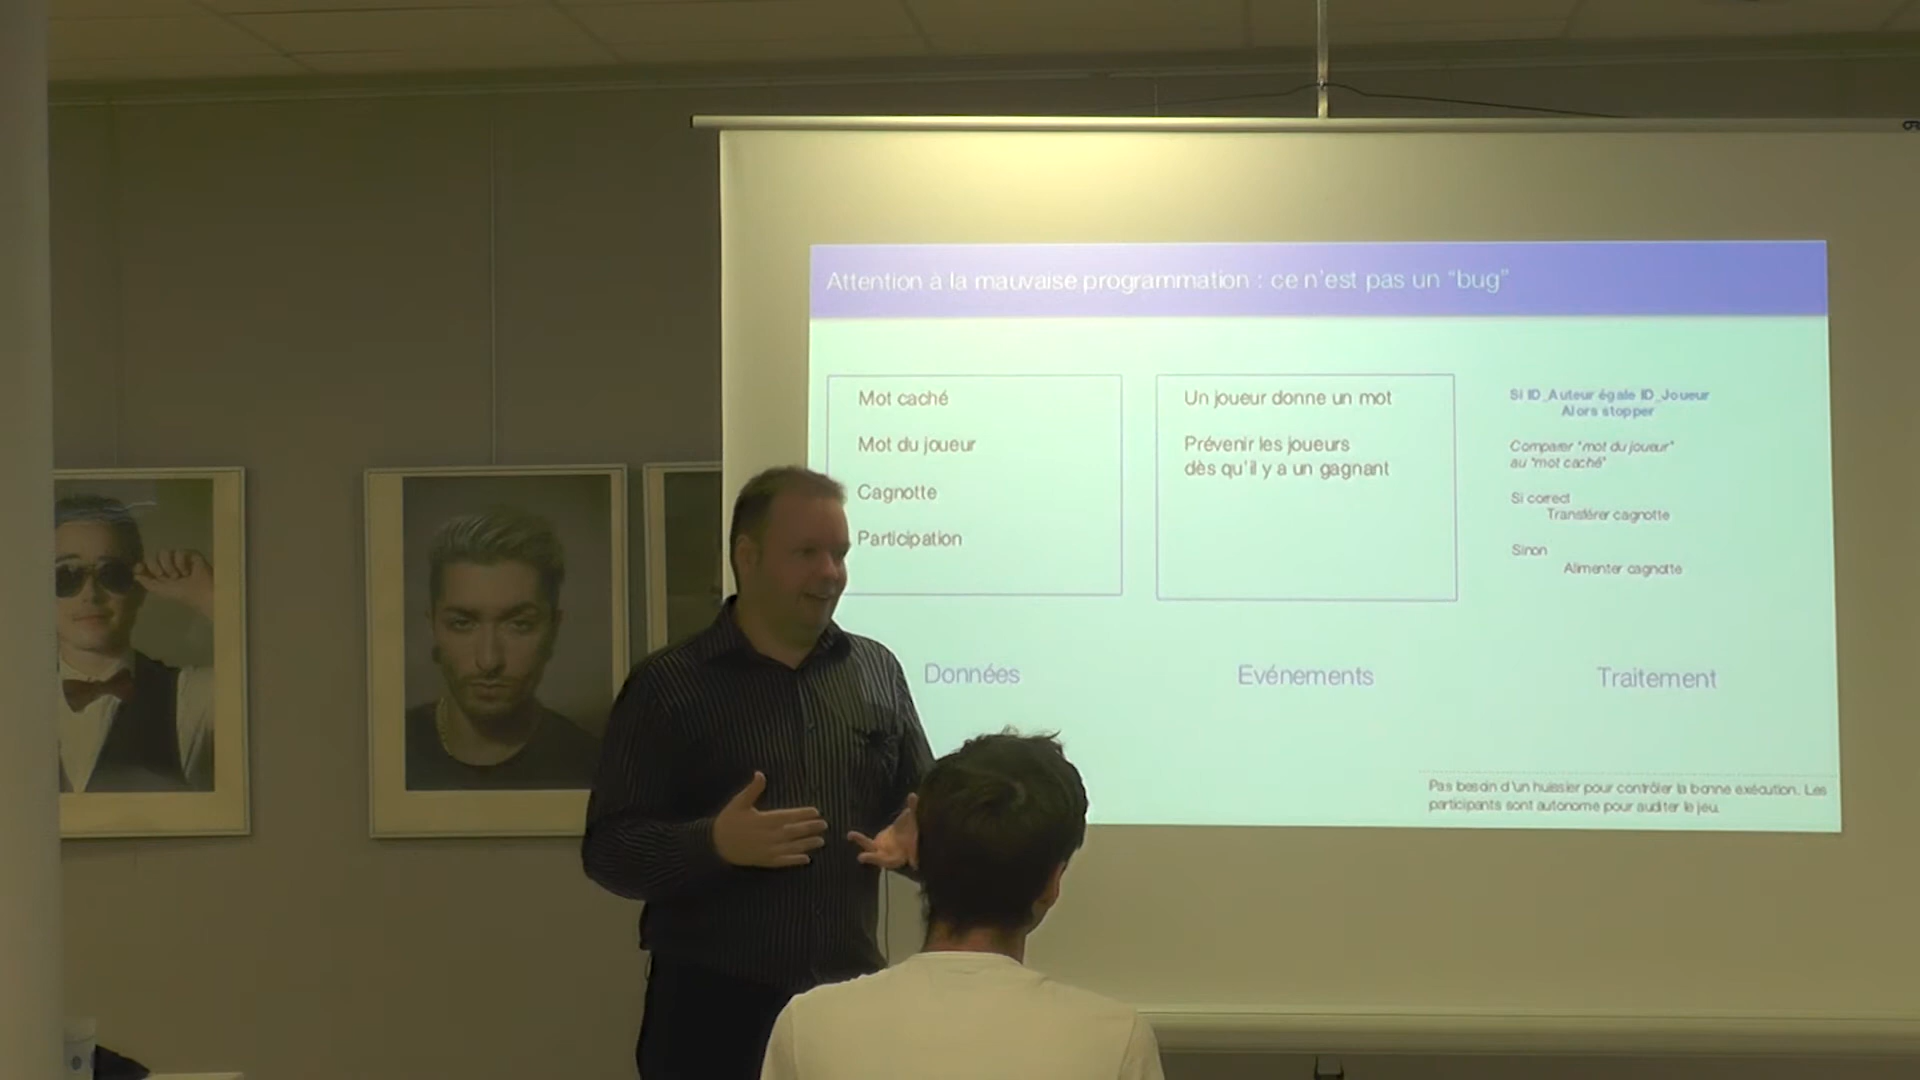 Attention à la mauvaise programmation : ce n'est pas un "bug"
Mot caché
Mot du joueur
Cagnotte
Participation
Données
Un joueur donne un mot
Prévenir les joueurs
dès qu'il y a un gagnant
Evénements
Si ID_Auteur égale ID_Joueur
Alors stopper
Comparer "mot du joueur"
au "mot caché"
Si correct
Transférer cagnotte
Sinon
Alimenter cagnotte
Traitement
Pas besoin d'un huissier pour contrôler la bonne exécution. Les
participants sont autonome pour auditer le jeu.